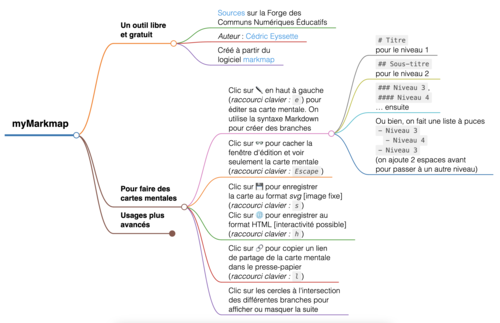 myMarkmap
Un outil libre
et gratuit
Sources sur la Forge des
Communs Numériques Éducatifs
Auteur : Cédric Eyssette
Créé à partir du
logiciel markmap
Pour faire des
cartes mentales
Clic sur ✎ en haut à gauche
(raccourci clavier : e ) pour
éditer sa carte mentale. On
utilise la syntaxe Markdown
pour créer des branches
# Titre
pour le niveau 1
## Sous-titre
pour le niveau 2
### Niveau 3 ,
#### Niveau 4
… ensuite
Ou bien, on fait une liste à puces
– Niveau 3
– Niveau 4
– Niveau 3
(on ajoute 2 espaces avant
pour passer à un autre niveau)
Clic sur 👓 pour cacher la
fenêtre d'édition et voir
seulement la carte mentale
(raccourci clavier : Escape )
Clic sur 💾 pour enregistrer
la carte au format svg [image fixe]
(raccourci clavier : s )
Clic sur 🌐 pour enregistrer au
format HTML [interactivité possible]
(raccourci clavier : h )
Clic sur 🔗 pour copier un lien
de partage de la carte mentale
dans le presse-papier
(raccourci clavier : l )
Clic sur les cercles à l'intersection
des différentes branches pour
afficher ou masquer la suite
Usages plus
avancés